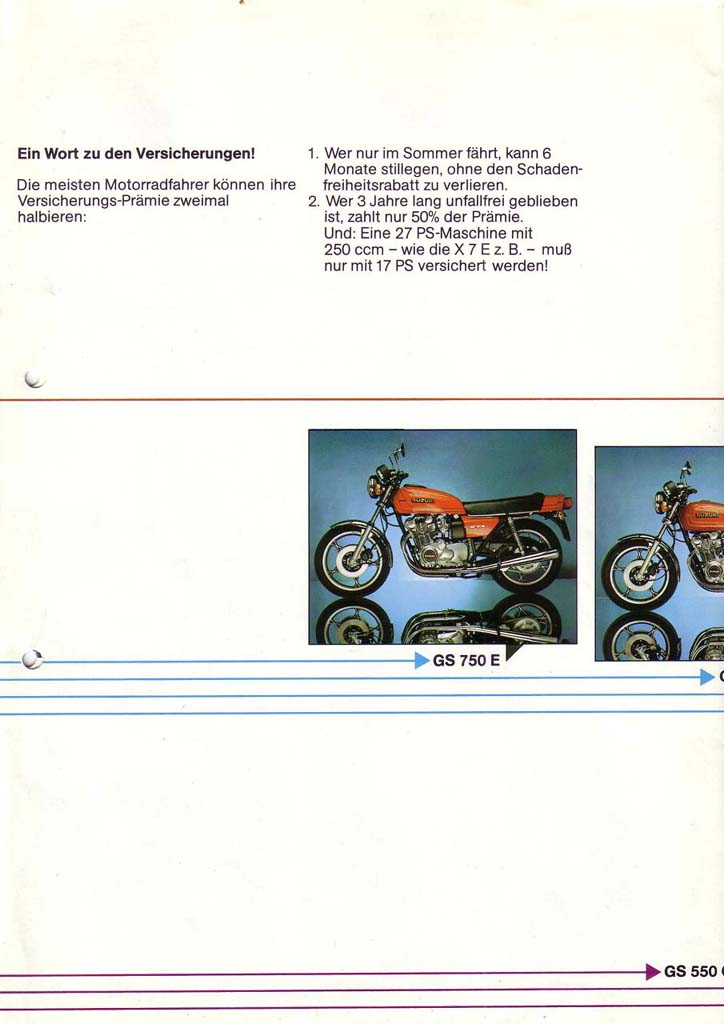 Ein Wort zu den Versicherungen!
Die meisten Motorradfahrer können ihre
Versicherungs-Prämie zweimal
halbieren:
1. Wer nur im Sommer fährt, kann 6
Monate stillegen, ohne den Schaden-
freiheitsrabatt zu verlieren.
2. Wer 3 Jahre lang unfallfrei geblieben
ist, zahlt nur 50% der Prämie.
Und: Eine 27 PS-Maschine mit
250 ccm – wie die X 7 E z. B. – muß
nur mit 17 PS versichert werden!
SUZUKI
SUZUKI
GS 750 E
GS 550